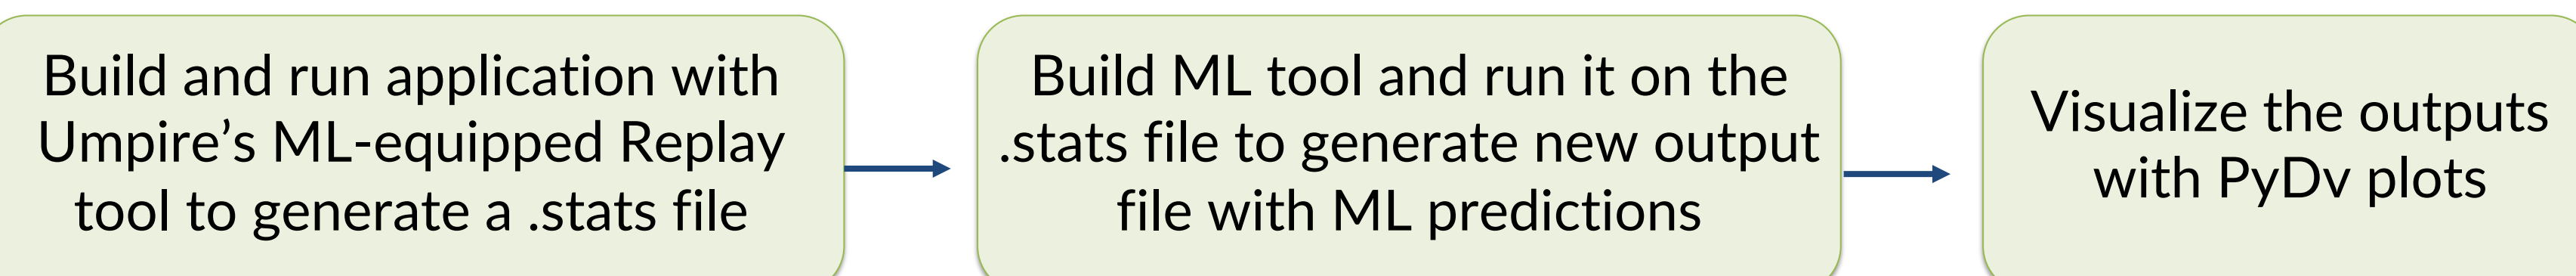 Build and run application with
Umpire’s ML-equipped Replay
tool to generate a .stats file
Build ML tool and run it on the
.stats file to generate new output
file with ML predictions
Visualize the outputs
with PyDv plots